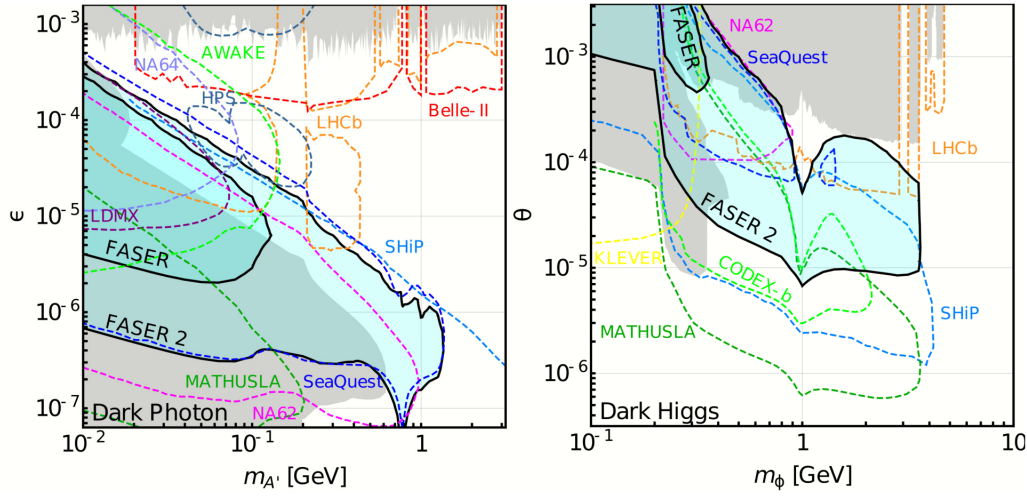 10⁻³
10⁻⁴
10⁻⁵
10⁻⁶
10⁻⁷
ϵ
AWAKE
NA64
HPS
Belle-II
LHCb
LDMX
FASER
SHiP
FASER 2
MATHUSLA
SeaQuest
NA62
Dark Photon
10⁻²
10⁻¹
1
m_A' [GeV]
10⁻³
10⁻⁴
10⁻⁵
10⁻⁶
θ
FASER
NA62
SeaQuest
LHCb
FASER 2
KLEVER
CODEX-b
SHiP
MATHUSLA
Dark Higgs
10⁻¹
1
10
m_ϕ [GeV]